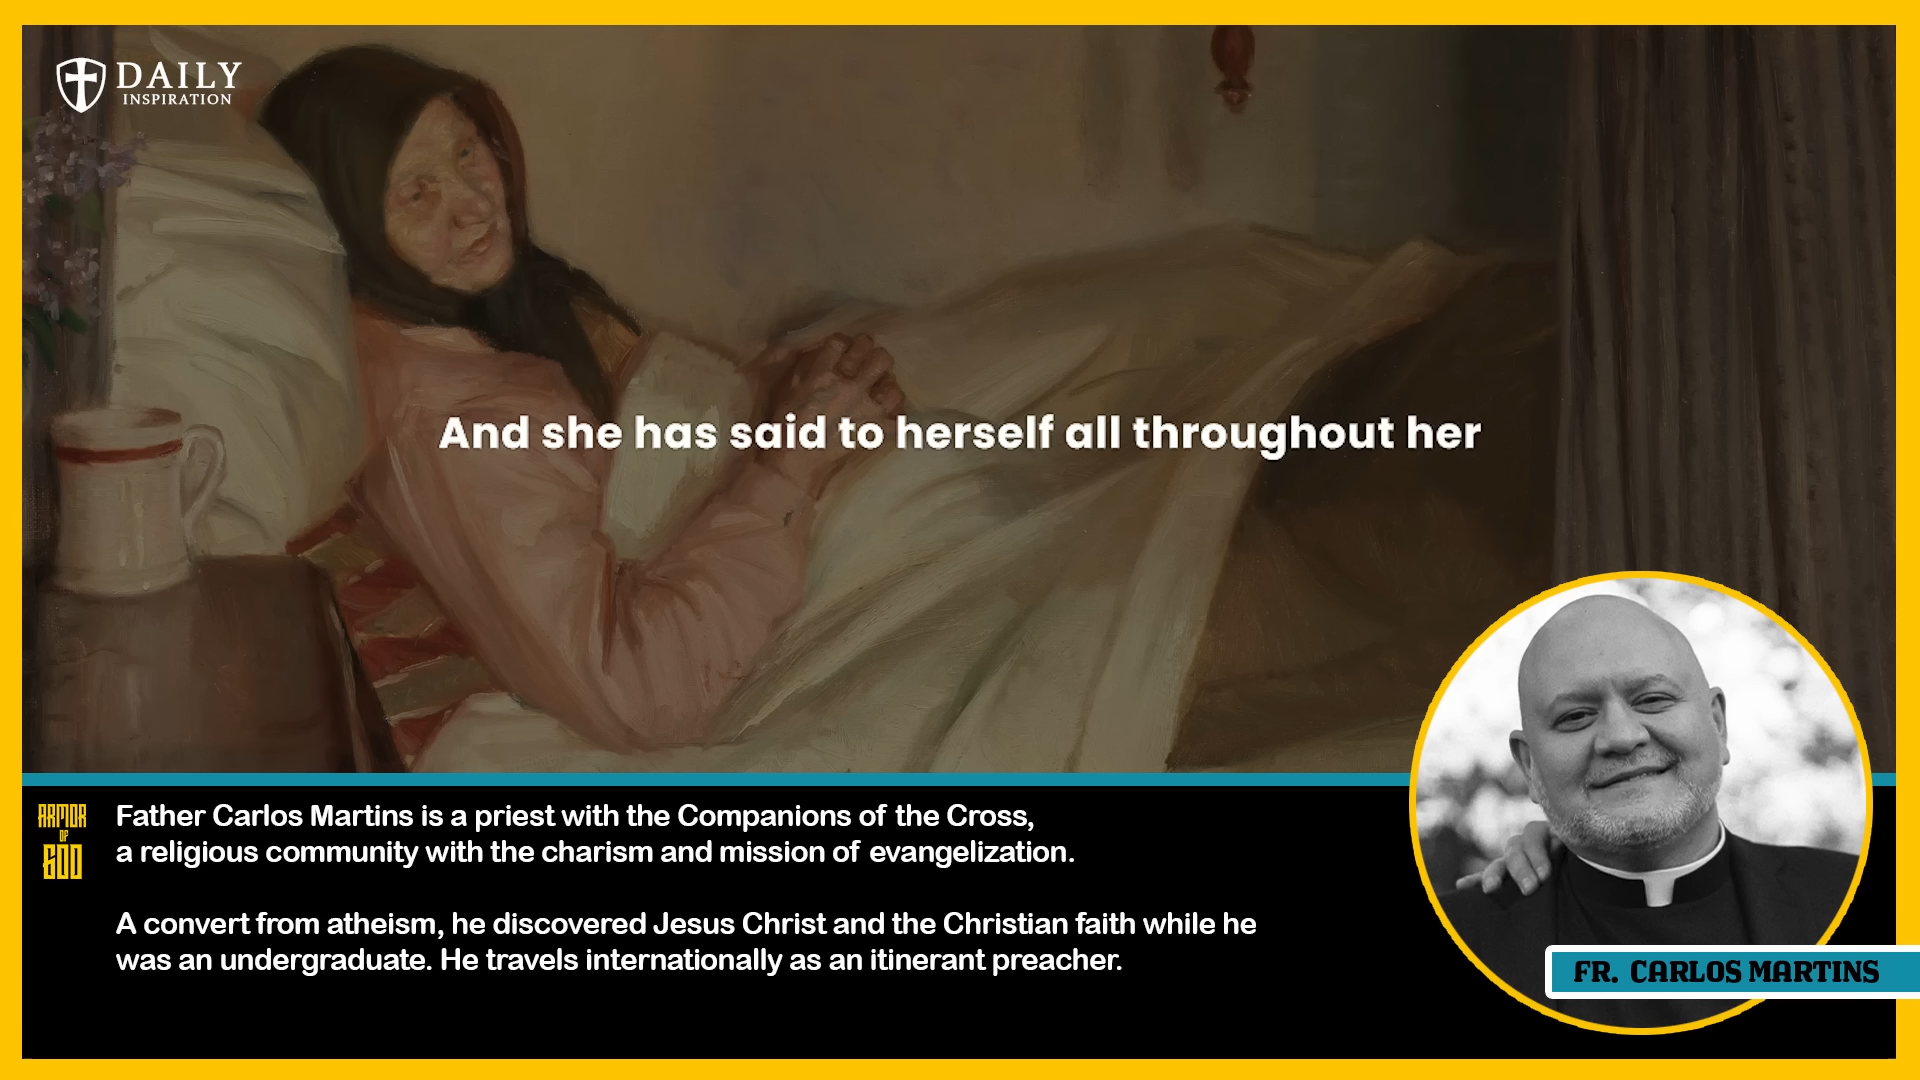 DAILY
INSPIRATION
And she has said to herself all throughout her
ARMOR
OF
GOD
Father Carlos Martins is a priest with the Companions of the Cross,
a religious community with the charism and mission of evangelization.
A convert from atheism, he discovered Jesus Christ and the Christian faith while he
was an undergraduate. He travels internationally as an itinerant preacher.
FR. CARLOS MARTINS